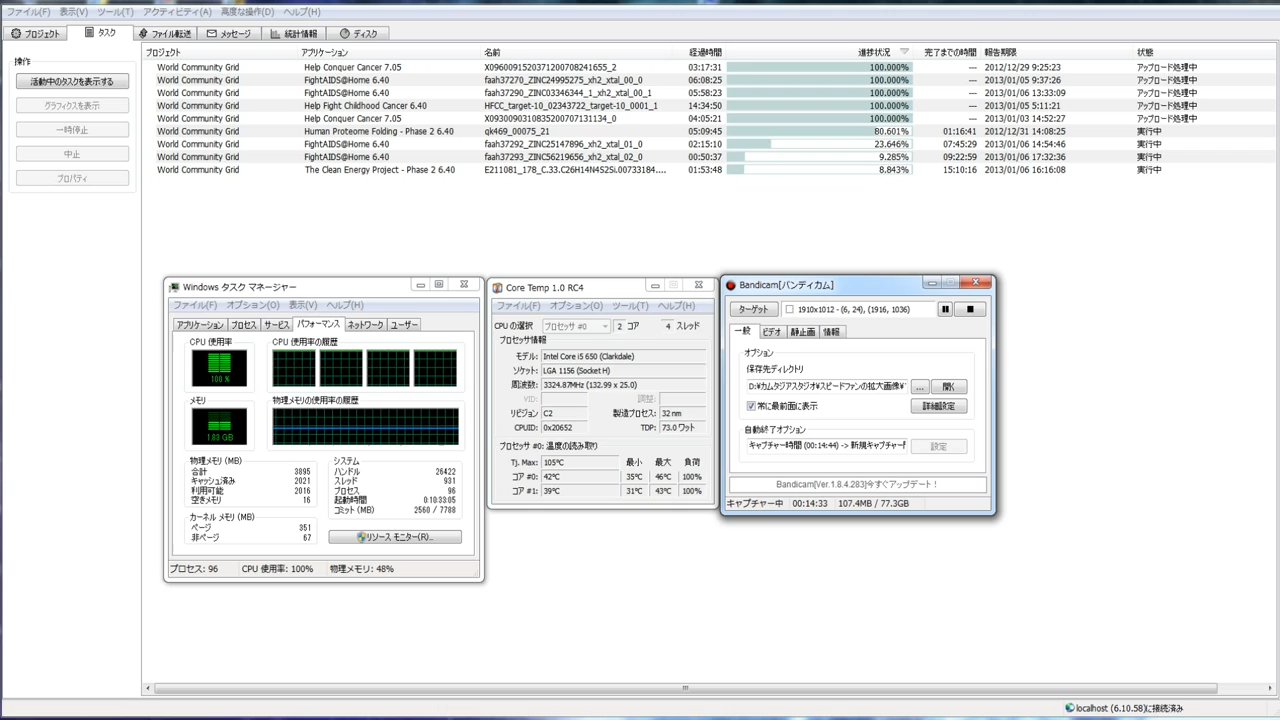 ファイル(F) 表示(V) ツール(T) アクティビティ(A) 高度な操作(D) ヘルプ(H)
プロジェクト タスク ファイル転送 メッセージ 統計情報 ディスク
操作
活動中のタスクを表示する
グラフィクスを表示
一時停止
中止
プロパティ
プロジェクト アプリケーション 名前 経過時間 進捗状況 完了までの時間 報告期限 状態
World Community Grid Help Conquer Cancer 7.05 X0960091520371200708241655_2 03:17:31 100.000% --- 2012/12/29 9:25:23 アップロード処理中
World Community Grid FightAIDS@Home 6.40 faah37270_ZINC24995275_xh2_xtal_00_0 06:08:25 100.000% --- 2013/01/05 9:37:26 アップロード処理中
World Community Grid FightAIDS@Home 6.40 faah37290_ZINC03346344_1_xh2_xtal_00_1 05:58:23 100.000% --- 2013/01/06 13:33:09 アップロード処理中
World Community Grid Help Fight Childhood Cancer 6.40 HFCC_target-10_02343722_target-10_0001_1 14:34:50 100.000% --- 2013/01/05 5:11:21 アップロード処理中
World Community Grid Help Conquer Cancer 7.05 X0930091031083520070713​1134_0 04:05:21 100.000% --- 2013/01/03 14:52:27 アップロード処理中
World Community Grid Human Proteome Folding - Phase 2 6.40 qk469_00075_21 05:09:45 80.601% 01:16:41 2012/12/31 14:08:25 実行中
World Community Grid FightAIDS@Home 6.40 faah37292_ZINC25147896_xh1_xtal_02_0 02:15:10 23.646% 07:45:29 2013/01/06 14:54:46 実行中
World Community Grid FightAIDS@Home 6.40 faah37293_ZINC56219656_xh1_xtal_02_0 00:50:37 9.285% 09:22:59 2013/01/06 17:32:36 実行中
World Community Grid The Clean Energy Project - Phase 2 6.40 E211081_178_C.33.C26H14N4S2Si.00733184.... 01:53:48 8.843% 15:10:16 2013/01/06 16:16:08 実行中
Windows タスク マネージャー
ファイル(F) オプション(O) 表示(V) ヘルプ(H)
アプリケーション プロセス サービス パフォーマンス ネットワーク ユーザー
CPU 使用率 CPU 使用率の履歴
100 %
メモリ 物理メモリの使用率の履歴
1.83 GB
物理メモリ (MB)
合計 3895
キャッシュ済み 2021
利用可能 2016
空きメモリ 16
カーネル メモリ (MB)
ページ 351
非ページ 67
システム
ハンドル 26422
スレッド 931
プロセス 96
起動時間 0:10:33:05
コミット (MB) 2560 / 7788
リソース モニター(R)...
プロセス: 96 CPU 使用率: 100% 物理メモリ: 48%
Core Temp 1.0 RC4
ファイル(F) オプション(O) ツール(T) ヘルプ(H)
CPU の選択 プロセッサ #0 2 コア 4 スレッド
プロセッサ情報
モデル: Intel Core i5 650 (Clarkdale)
ソケット: LGA 1156 (Socket H)
周波数: 3324.87MHz (132.99 x 25.0)
VID: 調整:
リビジョン C2 製造プロセス: 32 nm
CPUID: 0x20652 TDP: 73.0 ワット
プロセッサ #0: 温度の読み取り
Tj. Max: 105℃ 最小 最大 負荷
コア #0: 42℃ 35℃ 46℃ 100%
コア #1: 39℃ 31℃ 43℃ 100%
Bandicam[バンディカム]
ターゲット 1910x1012 - (6, 24), (1916, 1036)
一般 ビデオ 静止画 情報
オプション
保存先ディレクトリ
D:¥カムタジアスタジオ¥スピードファンの拡大画像¥ ... 開く
常に最前面に表示 詳細設定
自動終了オプション
キャプチャー時間 (00:14:44) -> 新規キャプチャー 設定
Bandicam[Ver.1.8.4.283]今すぐアップデート！
キャプチャー中 00:14:33 107.4MB / 77.3GB
localhost (6.10.58)に接続済み